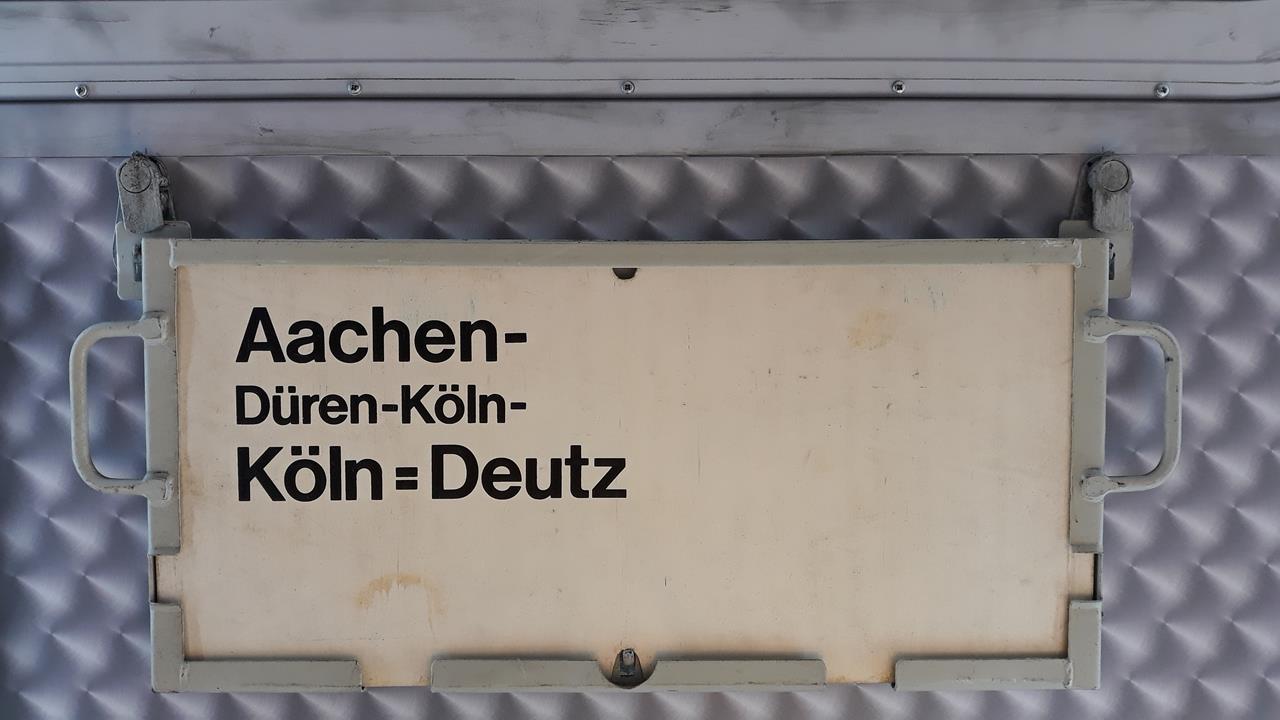 Aachen-
Düren-Köln-
Köln=Deutz